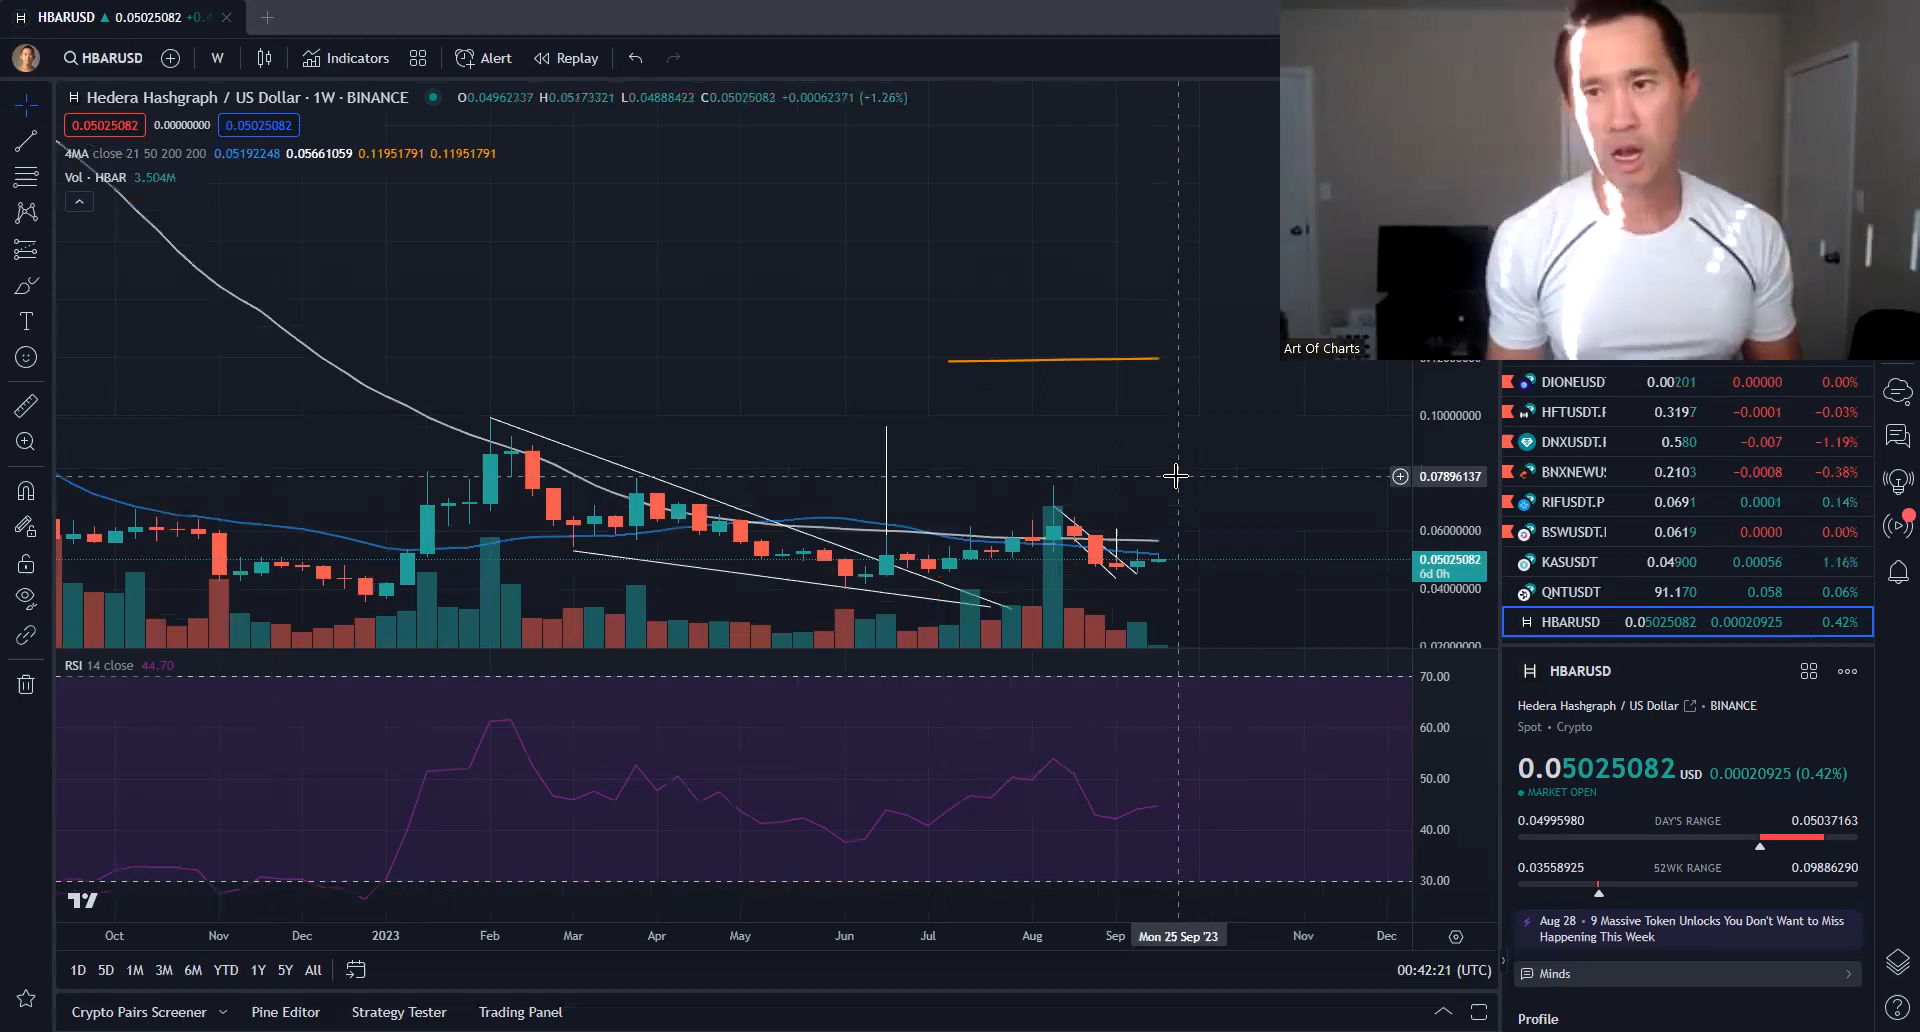 HBARUSD ▲ 0.05025082
HBARUSD W Indicators Alert Replay
Hedera Hashgraph / US Dollar · 1W · BINANCE O0.04962337 H0.05173321 L0.04888422 C0.05025082 +0.00062371 (+1.26%)
0.05025082 0.00000000 0.05025082
4MA close 21 50 200 200 0.05192248 0.05661059 0.11951791 0.11951791
Vol · HBAR 3.504M
Art Of Charts
0.10000000
0.07896137
0.06000000
0.05025082
6d 0h
0.04000000
0.02000000
RSI 14 close 44.70
70.00
60.00
50.00
40.00
30.00
Oct Nov Dec 2023 Feb Mar Apr May Jun Jul Aug Sep Mon 25 Sep '23 Nov Dec
1D 5D 1M 3M 6M YTD 1Y 5Y All 00:42:21 (UTC)
Crypto Pairs Screener Pine Editor Strategy Tester Trading Panel
DIONEUSD 0.00201 0.00000 0.00%
HFTUSDT.F 0.3197 −0.0001 −0.03%
DNXUSDT.I 0.580 −0.007 −1.19%
BNXNEWU 0.2103 −0.0008 −0.38%
RIFUSDT.P 0.0691 0.0001 0.14%
BSWUSDT.I 0.0619 0.0000 0.00%
KASUSDT 0.04900 0.00056 1.16%
QNTUSDT 91.170 0.058 0.06%
HBARUSD 0.05025082 0.00020925 0.42%
HBARUSD
Hedera Hashgraph / US Dollar • BINANCE
Spot • Crypto
0.05025082 USD 0.00020925 (0.42%)
MARKET OPEN
0.04995980 DAY'S RANGE 0.05037163
0.03558925 52WK RANGE 0.09886290
Aug 28 • 9 Massive Token Unlocks You Don't Want to Miss
Happening This Week
Minds
Profile